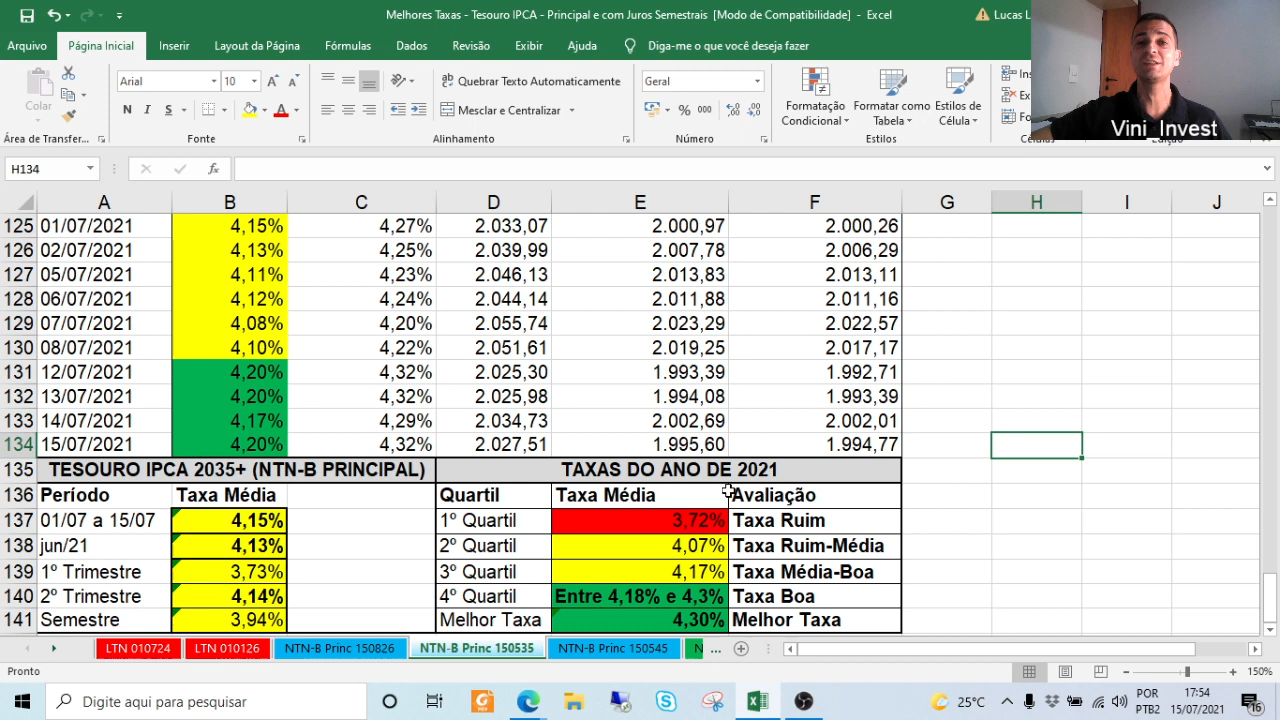 Melhores Taxas - Tesouro IPCA - Principal e com Juros Semestrais [Modo de Compatibilidade] - Excel
Lucas L
Arquivo Página Inicial Inserir Layout da Página Fórmulas Dados Revisão Exibir Ajuda Diga-me o que você deseja fazer
Colar
Arial 10
Quebrar Texto Automaticamente
Geral
N I S
Mesclar e Centralizar
% 000
Formatação Condicional
Formatar como Tabela
Estilos de Célula
Área de Transfer...
Fonte
Alinhamento
Número
Estilos
Vini_Invest
H134
fx
A B C D E F G H I J
125 01/07/2021 4,15% 4,27% 2.033,07 2.000,97 2.000,26
126 02/07/2021 4,13% 4,25% 2.039,99 2.007,78 2.006,29
127 05/07/2021 4,11% 4,23% 2.046,13 2.013,83 2.013,11
128 06/07/2021 4,12% 4,24% 2.044,14 2.011,88 2.011,16
129 07/07/2021 4,08% 4,20% 2.055,74 2.023,29 2.022,57
130 08/07/2021 4,10% 4,22% 2.051,61 2.019,25 2.017,17
131 12/07/2021 4,20% 4,32% 2.025,30 1.993,39 1.992,71
132 13/07/2021 4,20% 4,32% 2.025,98 1.994,08 1.993,39
133 14/07/2021 4,17% 4,29% 2.034,73 2.002,69 2.002,01
134 15/07/2021 4,20% 4,32% 2.027,51 1.995,60 1.994,77
135 TESOURO IPCA 2035+ (NTN-B PRINCIPAL) TAXAS DO ANO DE 2021
136 Período Taxa Média Quartil Taxa Média Avaliação
137 01/07 a 15/07 4,15% 1º Quartil 3,72% Taxa Ruim
138 jun/21 4,13% 2º Quartil 4,07% Taxa Ruim-Média
139 1º Trimestre 3,73% 3º Quartil 4,17% Taxa Média-Boa
140 2º Trimestre 4,14% 4º Quartil Entre 4,18% e 4,3% Taxa Boa
141 Semestre 3,94% Melhor Taxa 4,30% Melhor Taxa
LTN 010724 LTN 010126 NTN-B Princ 150826 NTN-B Princ 150535 NTN-B Princ 150545 N ...
Pronto
150%
Digite aqui para pesquisar
25°C
POR
PTB2
17:54
15/07/2021
16